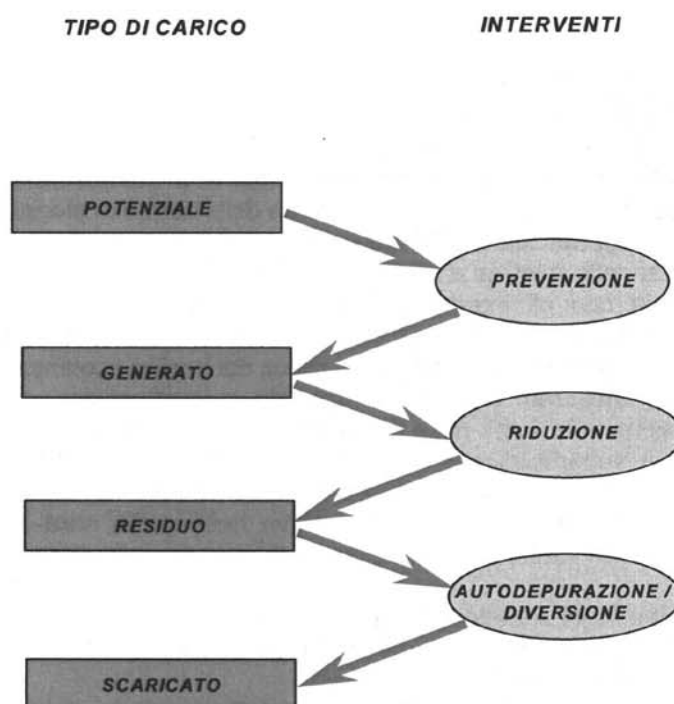 TIPO DI CARICO
INTERVENTI
POTENZIALE
PREVENZIONE
GENERATO
RIDUZIONE
RESIDUO
AUTODEPURAZIONE /
DIVERSIONE
SCARICATO